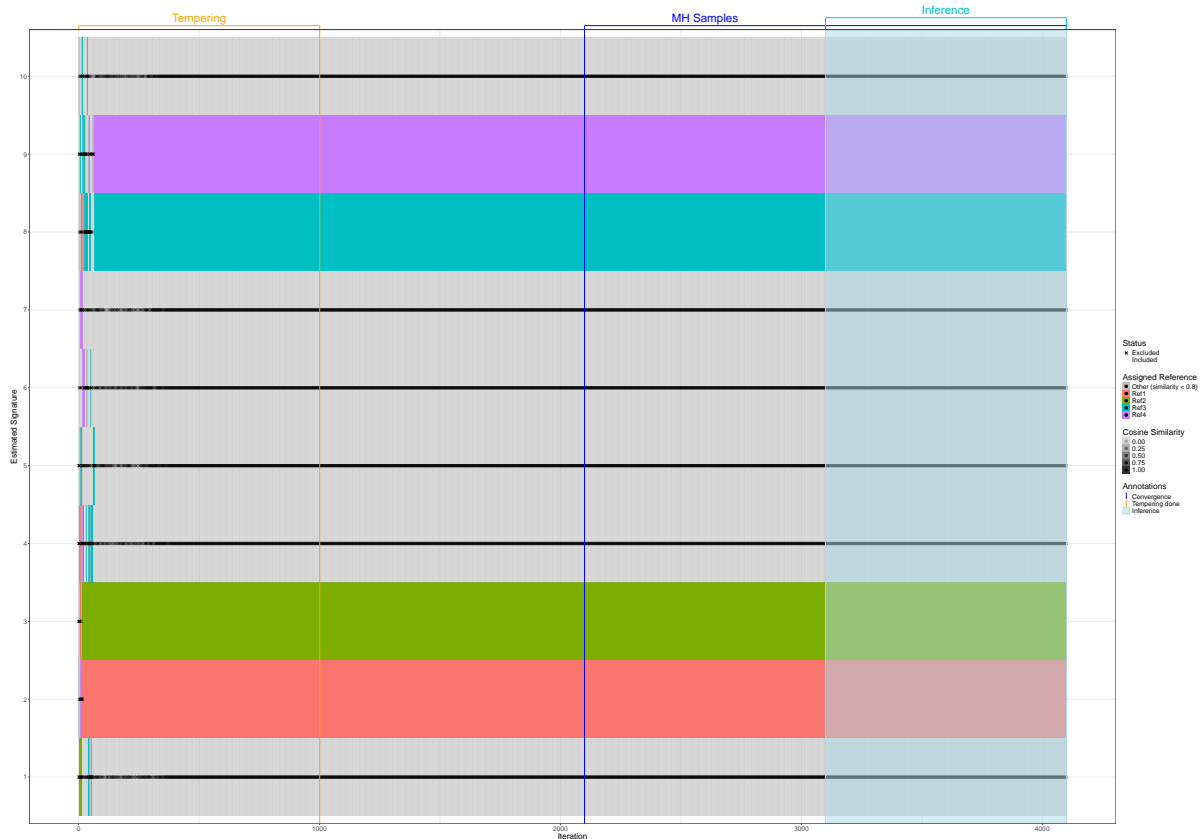 Tempering
MH Samples
Inference
10
9
8
7
6
5
4
3
2
1
Estimated Signature
0
1000
2000
3000
4000
Iteration
Status
Excluded
Included
Assigned Reference
Other (similarity < 0.8)
Ref1
Ref2
Ref3
Ref4
Cosine Similarity
0.00
0.25
0.50
0.75
1.00
Annotations
Convergence
Tempering done
Inference